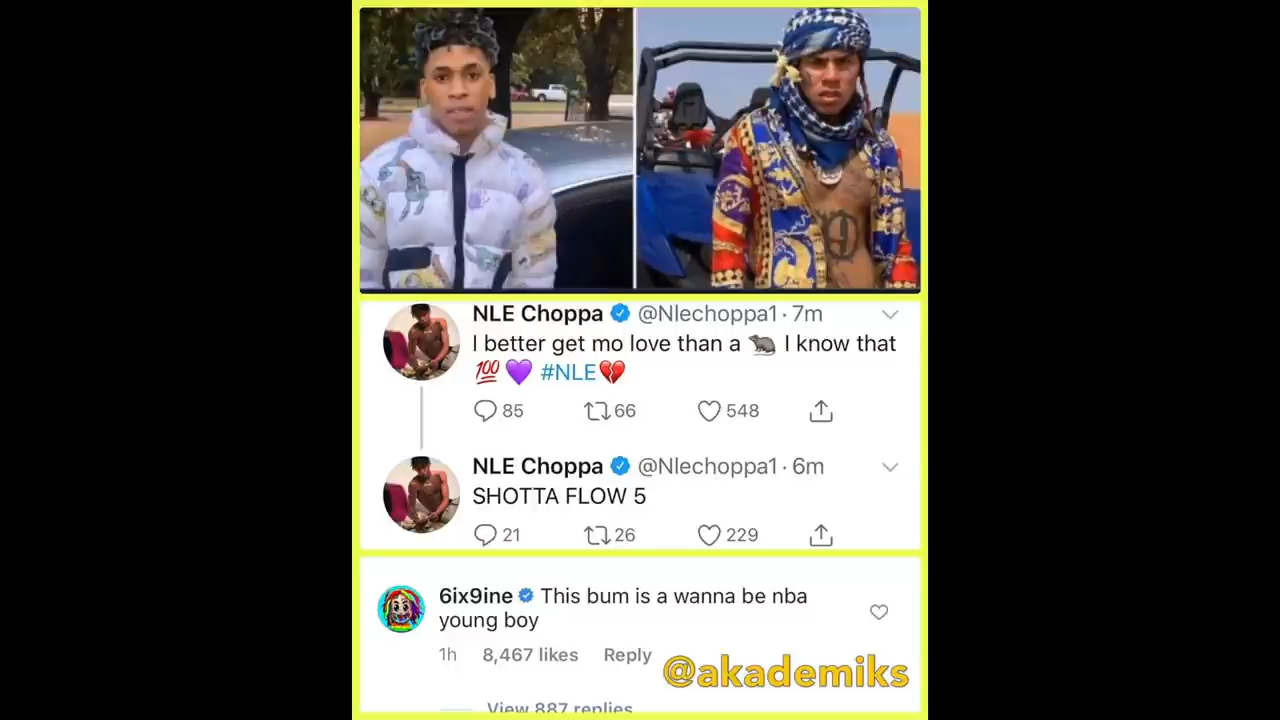 NLE Choppa @Nlechoppa1 · 7m
I better get mo love than a 🐀 I know that
💯 💜 #NLE💔
85 66 548
NLE Choppa @Nlechoppa1 · 6m
SHOTTA FLOW 5
21 26 229
6ix9ine This bum is a wanna be nba
young boy
1h 8,467 likes Reply
@akademiks
View 887 replies